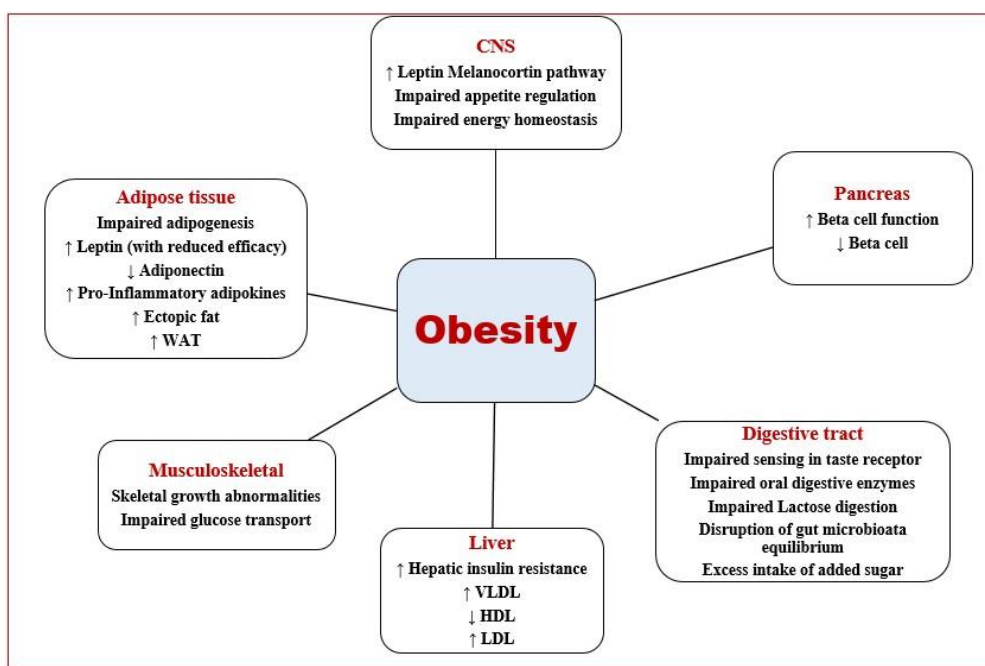 CNS
↑ Leptin Melanocortin pathway
Impaired appetite regulation
Impaired energy homeostasis
Adipose tissue
Impaired adipogenesis
↑ Leptin (with reduced efficacy)
↓ Adiponectin
↑ Pro-Inflammatory adipokines
↑ Ectopic fat
↑ WAT
Pancreas
↑ Beta cell function
↓ Beta cell
Obesity
Musculoskeletal
Skeletal growth abnormalities
Impaired glucose transport
Liver
↑ Hepatic insulin resistance
↑ VLDL
↓ HDL
↑ LDL
Digestive tract
Impaired sensing in taste receptor
Impaired oral digestive enzymes
Impaired Lactose digestion
Disruption of gut microbioata
equilibrium
Excess intake of added sugar